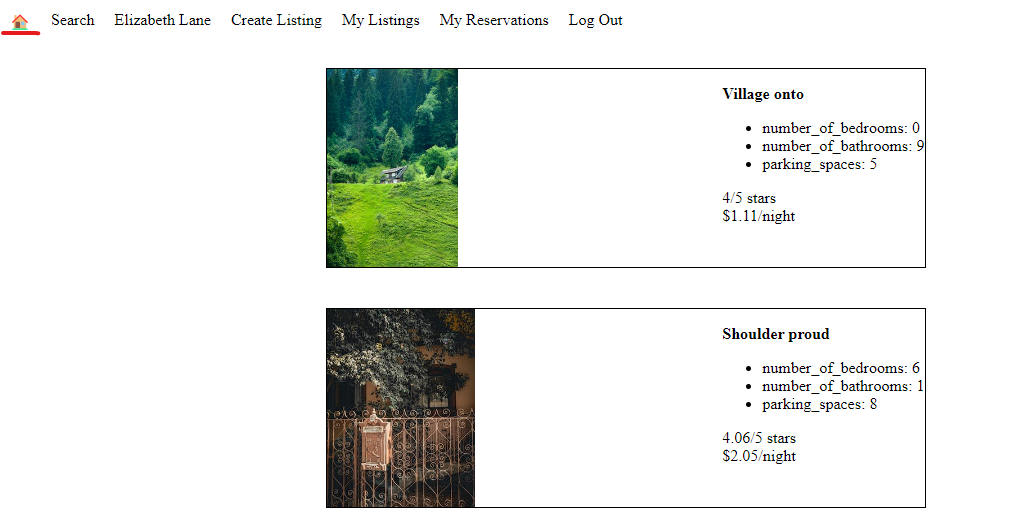 Search Elizabeth Lane Create Listing My Listings My Reservations Log Out
Village onto
number_of_bedrooms: 0
number_of_bathrooms: 9
parking_spaces: 5
4/5 stars
$1.11/night
Shoulder proud
number_of_bedrooms: 6
number_of_bathrooms: 1
parking_spaces: 8
4.06/5 stars
$2.05/night